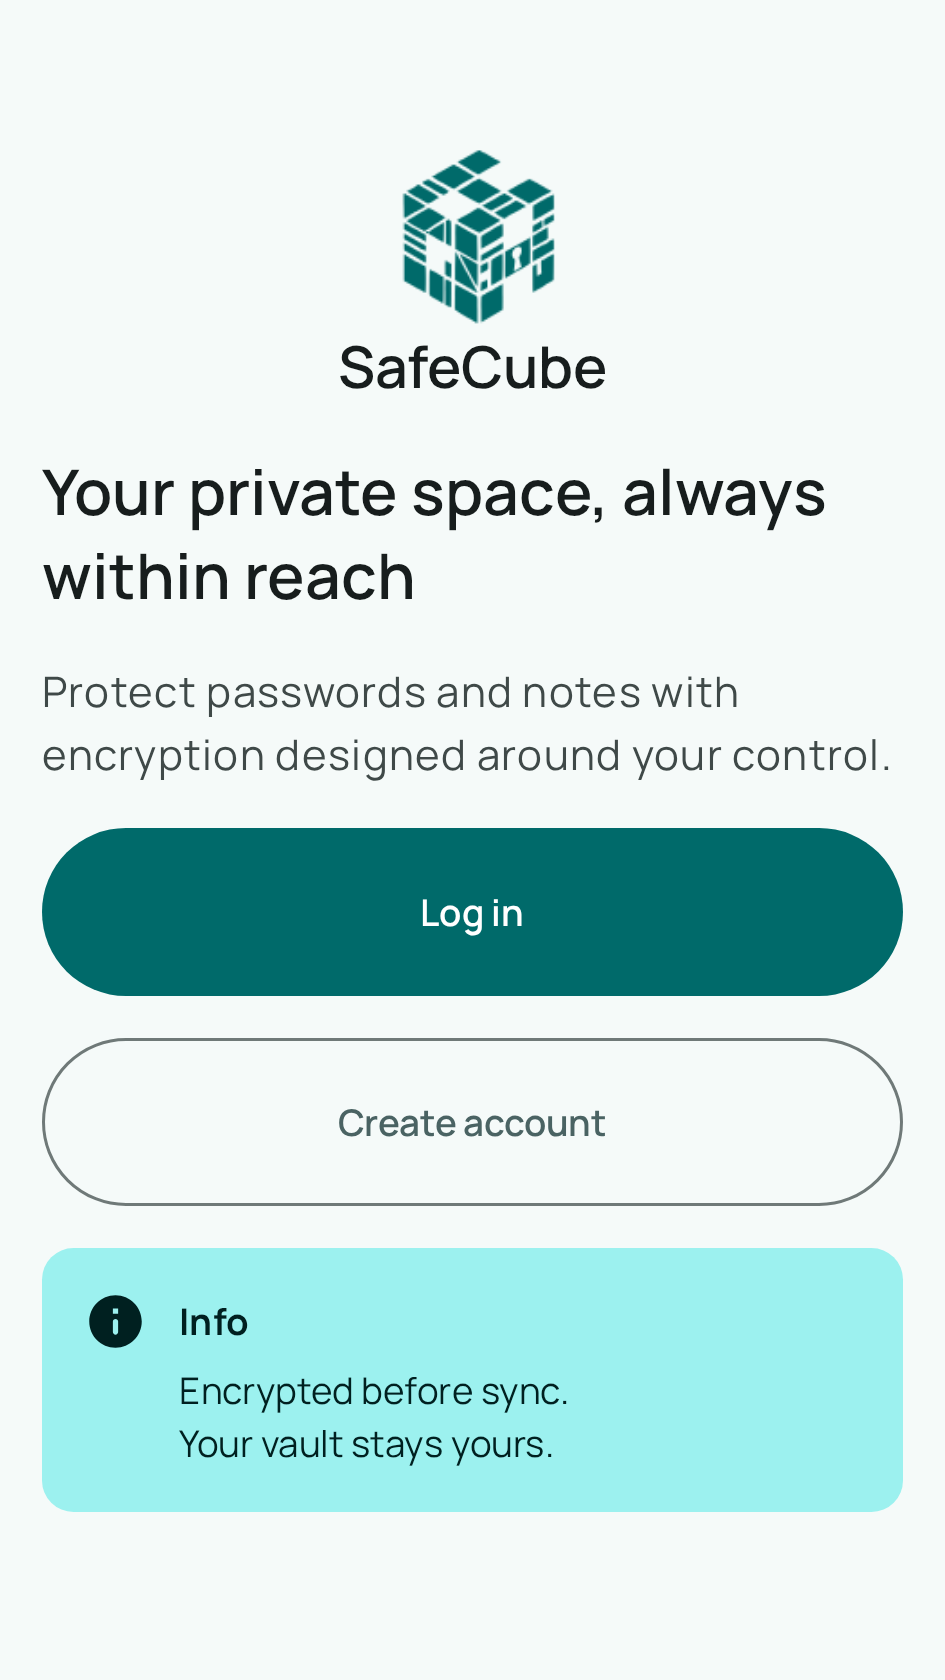 SafeCube
Your private space, always
within reach
Protect passwords and notes with
encryption designed around your control.
Log in
Create account
Info
Encrypted before sync.
Your vault stays yours.